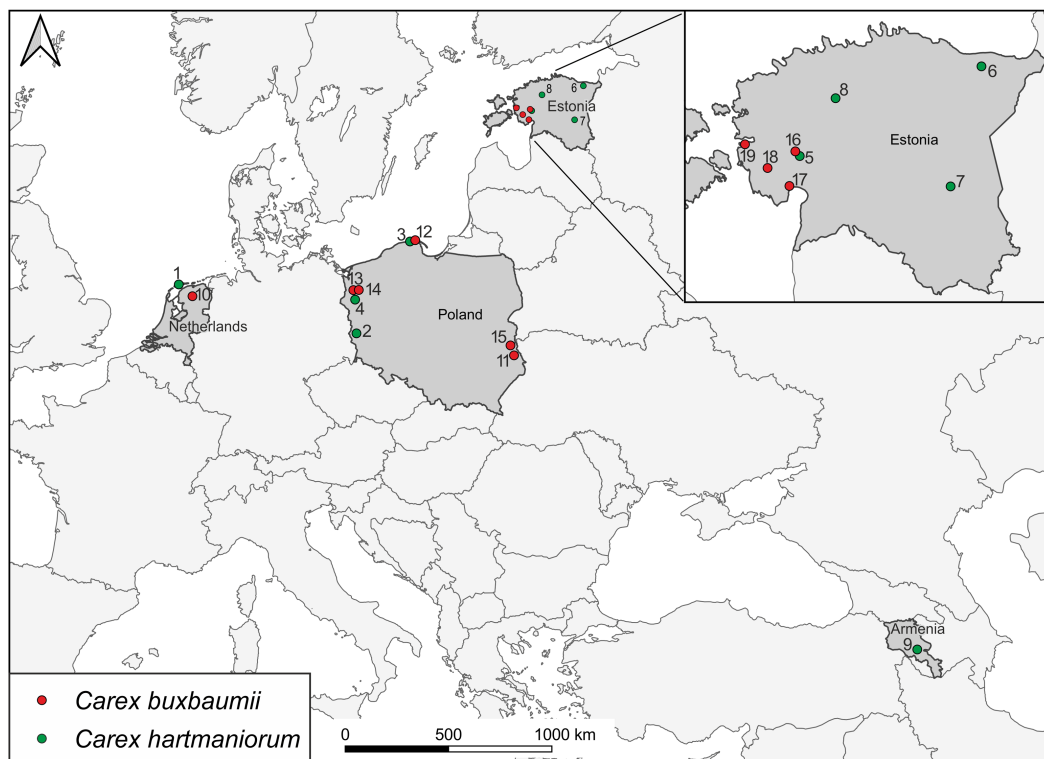 8
6
Estonia
7
6
8
Estonia
16
5
19
18
17
7
3
12
1
10
Netherlands
13
14
4
2
Poland
15
11
Armenia
9
Carex buxbaumii
Carex hartmaniorum
0 500 1000 km